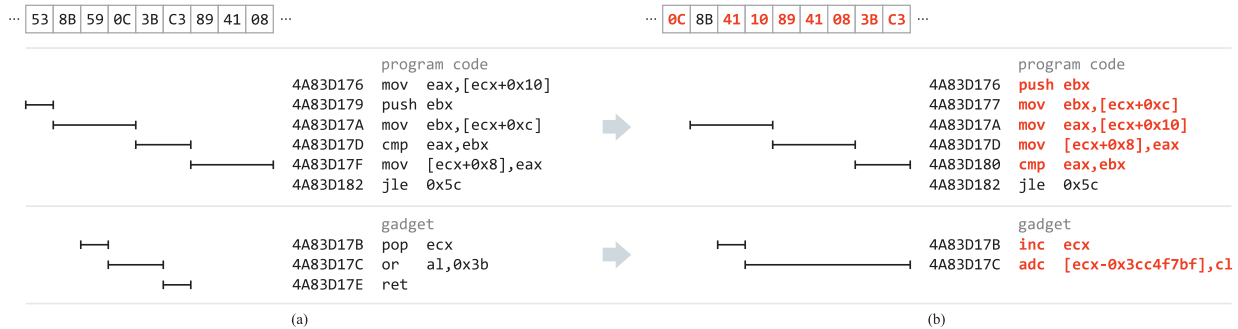 ··· 53 8B 59 0C 3B C3 89 41 08 ···
program code
4A83D176 mov eax,[ecx+0x10]
4A83D179 push ebx
4A83D17A mov ebx,[ecx+0xc]
4A83D17D cmp eax,ebx
4A83D17F mov [ecx+0x8],eax
4A83D182 jle 0x5c
gadget
4A83D17B pop ecx
4A83D17C or al,0x3b
4A83D17E ret
(a)
··· 0C 8B 41 10 89 41 08 3B C3 ···
program code
4A83D176 push ebx
4A83D177 mov ebx,[ecx+0xc]
4A83D17A mov eax,[ecx+0x10]
4A83D17D mov [ecx+0x8],eax
4A83D180 cmp eax,ebx
4A83D182 jle 0x5c
gadget
4A83D17B inc ecx
4A83D17C adc [ecx-0x3cc4f7bf],cl
(b)